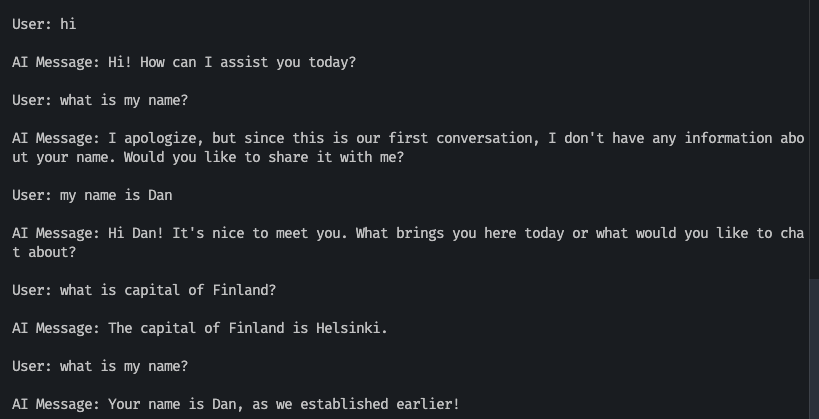 User: hi
AI Message: Hi! How can I assist you today?
User: what is my name?
AI Message: I apologize, but since this is our first conversation, I don't have any information abo
ut your name. Would you like to share it with me?
User: my name is Dan
AI Message: Hi Dan! It's nice to meet you. What brings you here today or what would you like to cha
t about?
User: what is capital of Finland?
AI Message: The capital of Finland is Helsinki.
User: what is my name?
AI Message: Your name is Dan, as we established earlier!